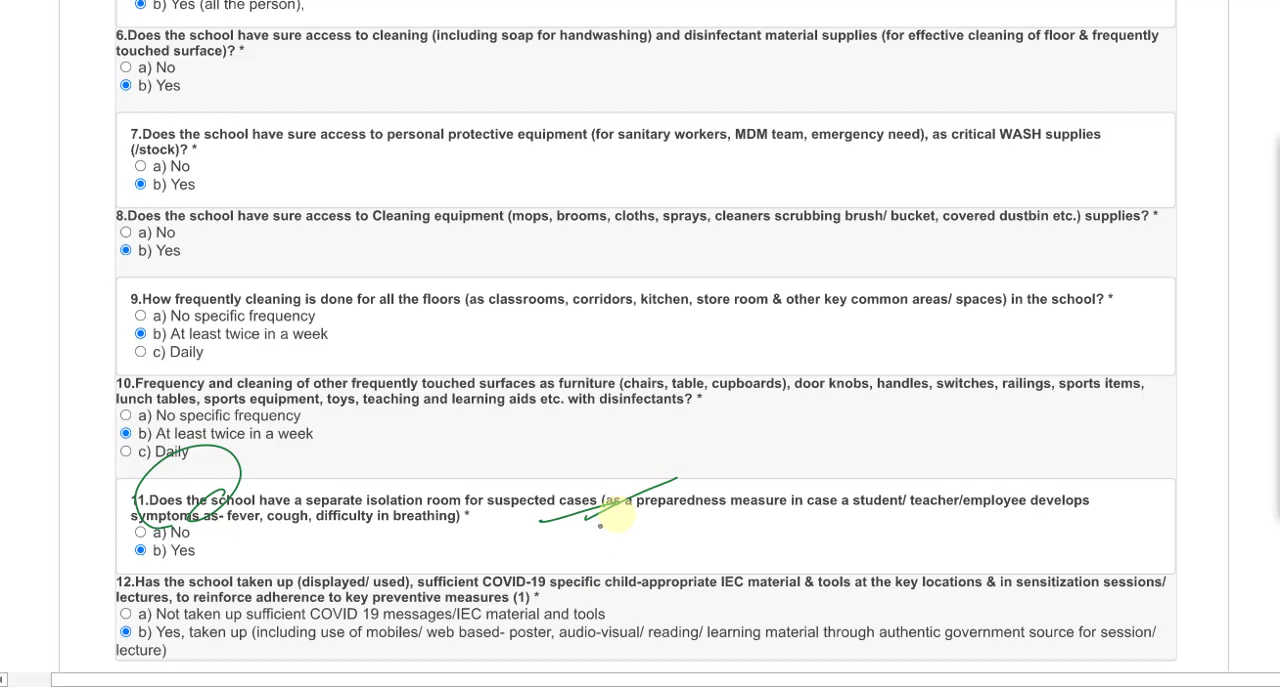 b) Yes (all the person),
6.Does the school have sure access to cleaning (including soap for handwashing) and disinfectant material supplies (for effective cleaning of floor & frequently
touched surface)? *
a) No
b) Yes
7.Does the school have sure access to personal protective equipment (for sanitary workers, MDM team, emergency need), as critical WASH supplies
(/stock)? *
a) No
b) Yes
8.Does the school have sure access to Cleaning equipment (mops, brooms, cloths, sprays, cleaners scrubbing brush/ bucket, covered dustbin etc.) supplies? *
a) No
b) Yes
9.How frequently cleaning is done for all the floors (as classrooms, corridors, kitchen, store room & other key common areas/ spaces) in the school? *
a) No specific frequency
b) At least twice in a week
c) Daily
10.Frequency and cleaning of other frequently touched surfaces as furniture (chairs, table, cupboards), door knobs, handles, switches, railings, sports items,
lunch tables, sports equipment, toys, teaching and learning aids etc. with disinfectants? *
a) No specific frequency
b) At least twice in a week
c) Daily
11.Does the school have a separate isolation room for suspected cases (as a preparedness measure in case a student/ teacher/employee develops
symptoms as- fever, cough, difficulty in breathing) *
a) No
b) Yes
12.Has the school taken up (displayed/ used), sufficient COVID-19 specific child-appropriate IEC material & tools at the key locations & in sensitization sessions/
lectures, to reinforce adherence to key preventive measures (1) *
a) Not taken up sufficient COVID 19 messages/IEC material and tools
b) Yes, taken up (including use of mobiles/ web based- poster, audio-visual/ reading/ learning material through authentic government source for session/
lecture)